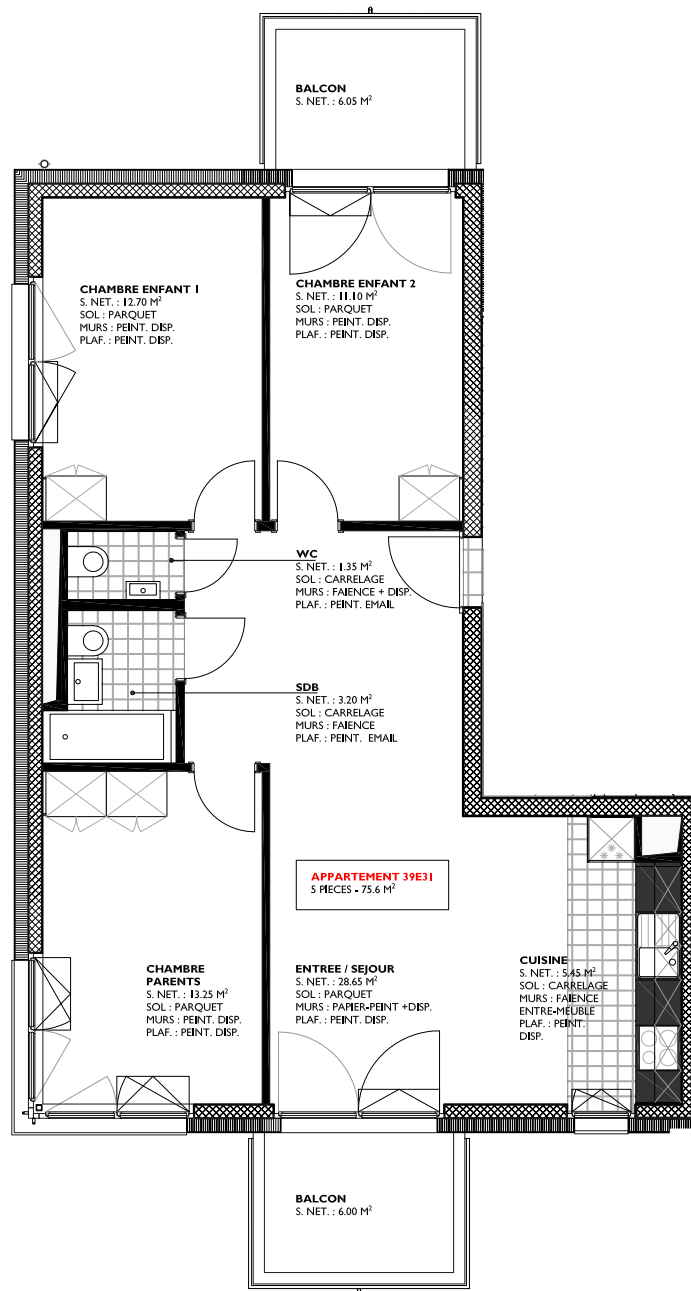 BALCON
S. NET. : 6.05 M²
CHAMBRE ENFANT 1
S. NET. : 12.70 M²
SOL : PARQUET
MURS : PEINT. DISP.
PLAF. : PEINT. DISP.
CHAMBRE ENFANT 2
S. NET. : 11.10 M²
SOL : PARQUET
MURS : PEINT. DISP.
PLAF. : PEINT. DISP.
WC
S. NET. : 1.35 M²
SOL : CARRELAGE
MURS : FAIENCE + DISP.
PLAF. : PEINT. EMAIL
SDB
S. NET. : 3.20 M²
SOL : CARRELAGE
MURS : FAIENCE
PLAF. : PEINT. EMAIL
APPARTEMENT 39E31
5 PIECES - 75.6 M²
CHAMBRE
PARENTS
S. NET. : 13.25 M²
SOL : PARQUET
MURS : PEINT. DISP.
PLAF. : PEINT. DISP.
ENTREE / SEJOUR
S. NET. : 28.65 M²
SOL : PARQUET
MURS : PAPIER-PEINT +DISP.
PLAF. : PEINT. DISP.
CUISINE
S. NET. : 5.45 M²
SOL : CARRELAGE
MURS : FAIENCE
ENTRE-MEUBLE
PLAF. : PEINT.
DISP.
BALCON
S. NET. : 6.00 M²